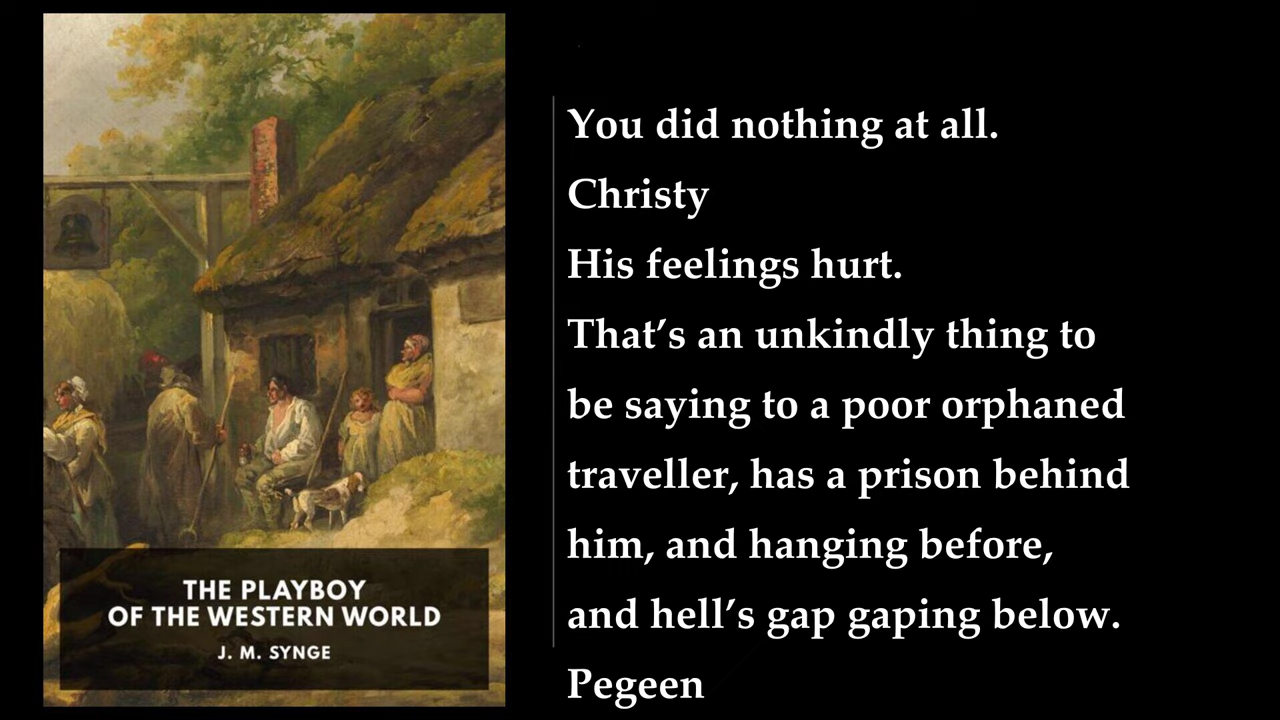 THE PLAYBOY
OF THE WESTERN WORLD
J. M. SYNGE
You did nothing at all.
Christy
His feelings hurt.
That’s an unkindly thing to
be saying to a poor orphaned
traveller, has a prison behind
him, and hanging before,
and hell’s gap gaping below.
Pegeen